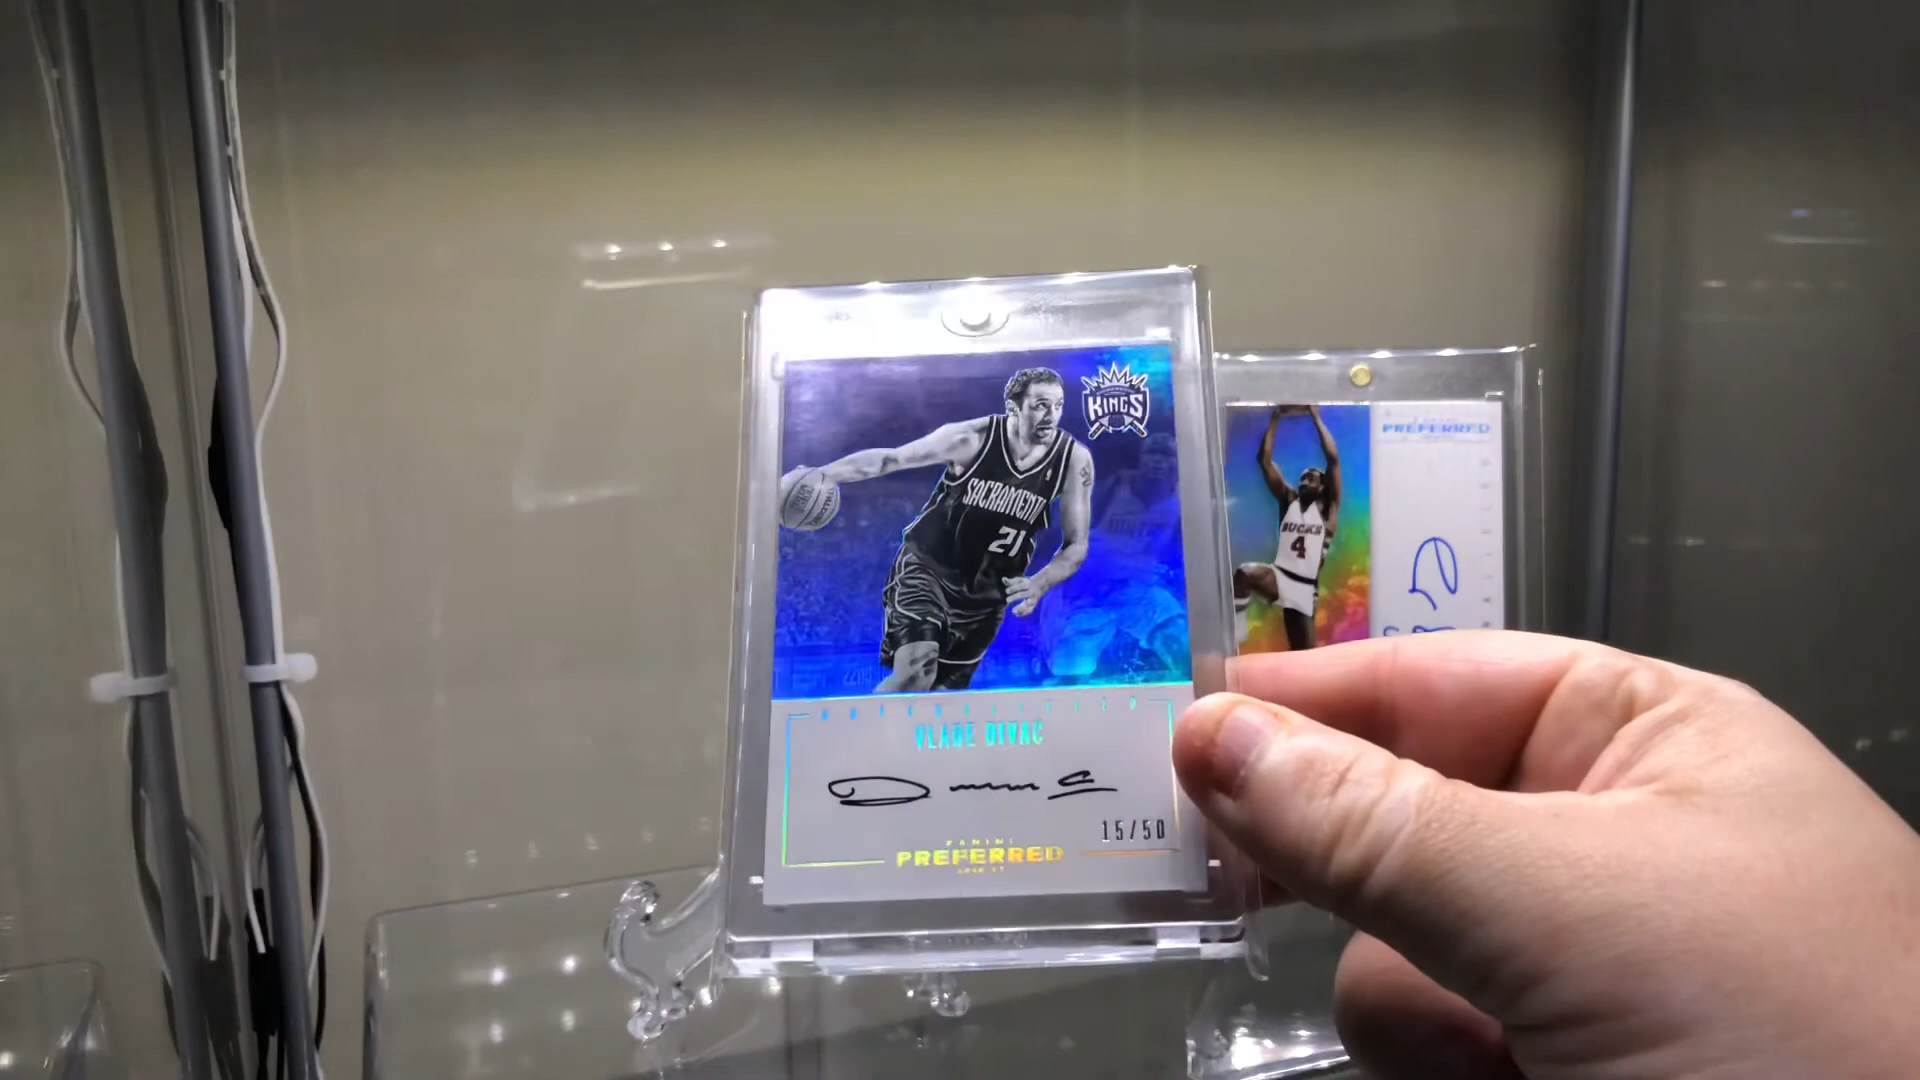 KINGS
SACRAMENTO
21
VLADE DIVAC
15/50
PANINI
PREFERRED
PREFERRED
BUCKS
4